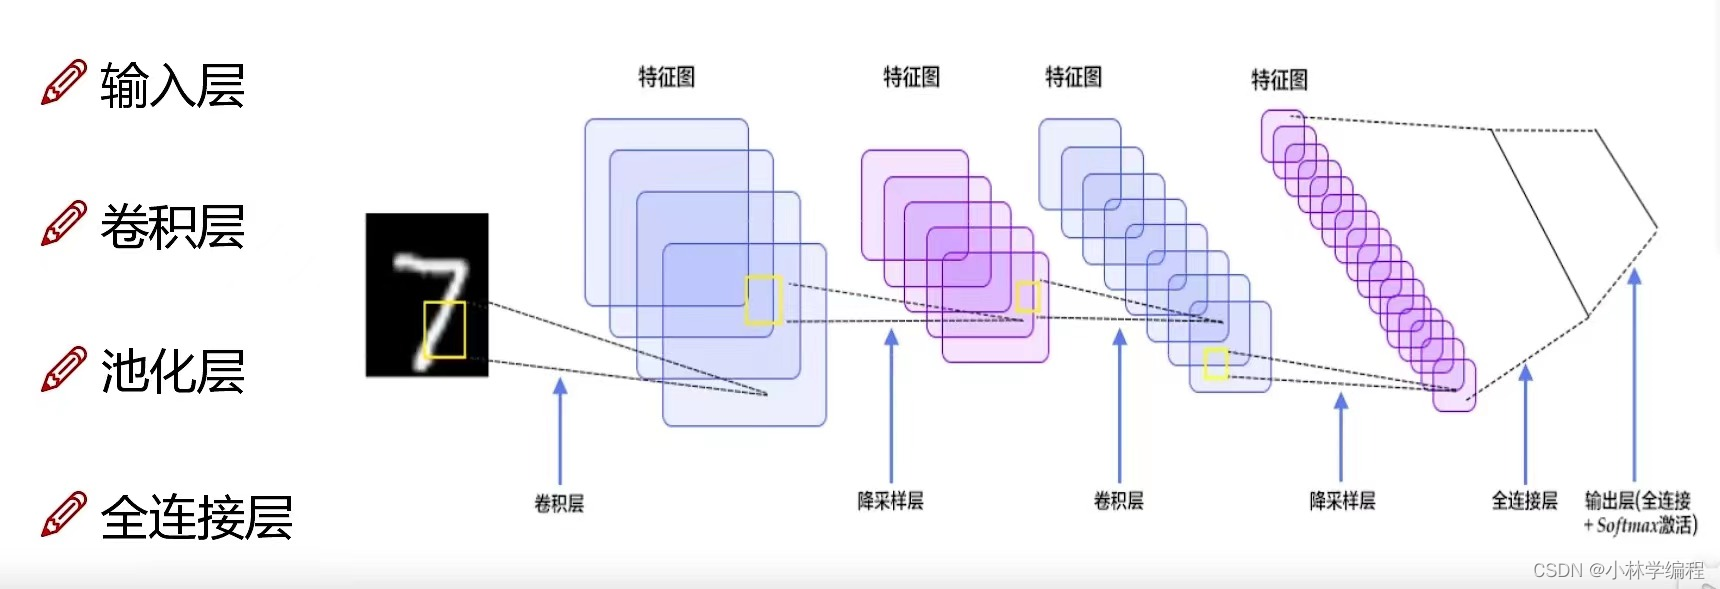 输入层
卷积层
池化层
全连接层
特征图
特征图
特征图
特征图
7
卷积层
降采样层
卷积层
降采样层
全连接层
输出层(全连接
+ Softmax激活)
CSDN @小林学编程